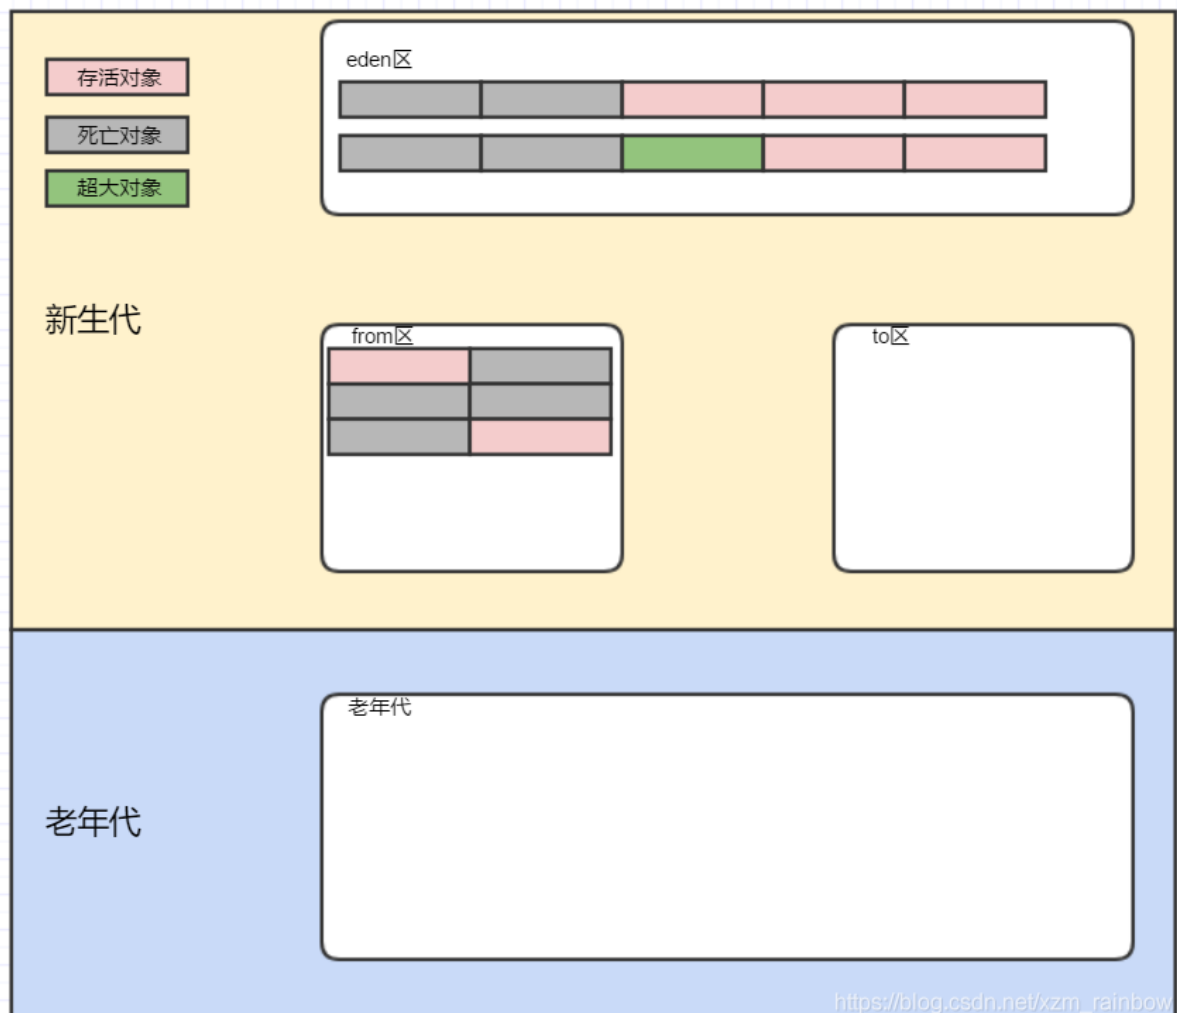 eden区
存活对象
死亡对象
超大对象
新生代
from区
to区
老年代
老年代
https://blog.csdn.net/xzm_rainbow